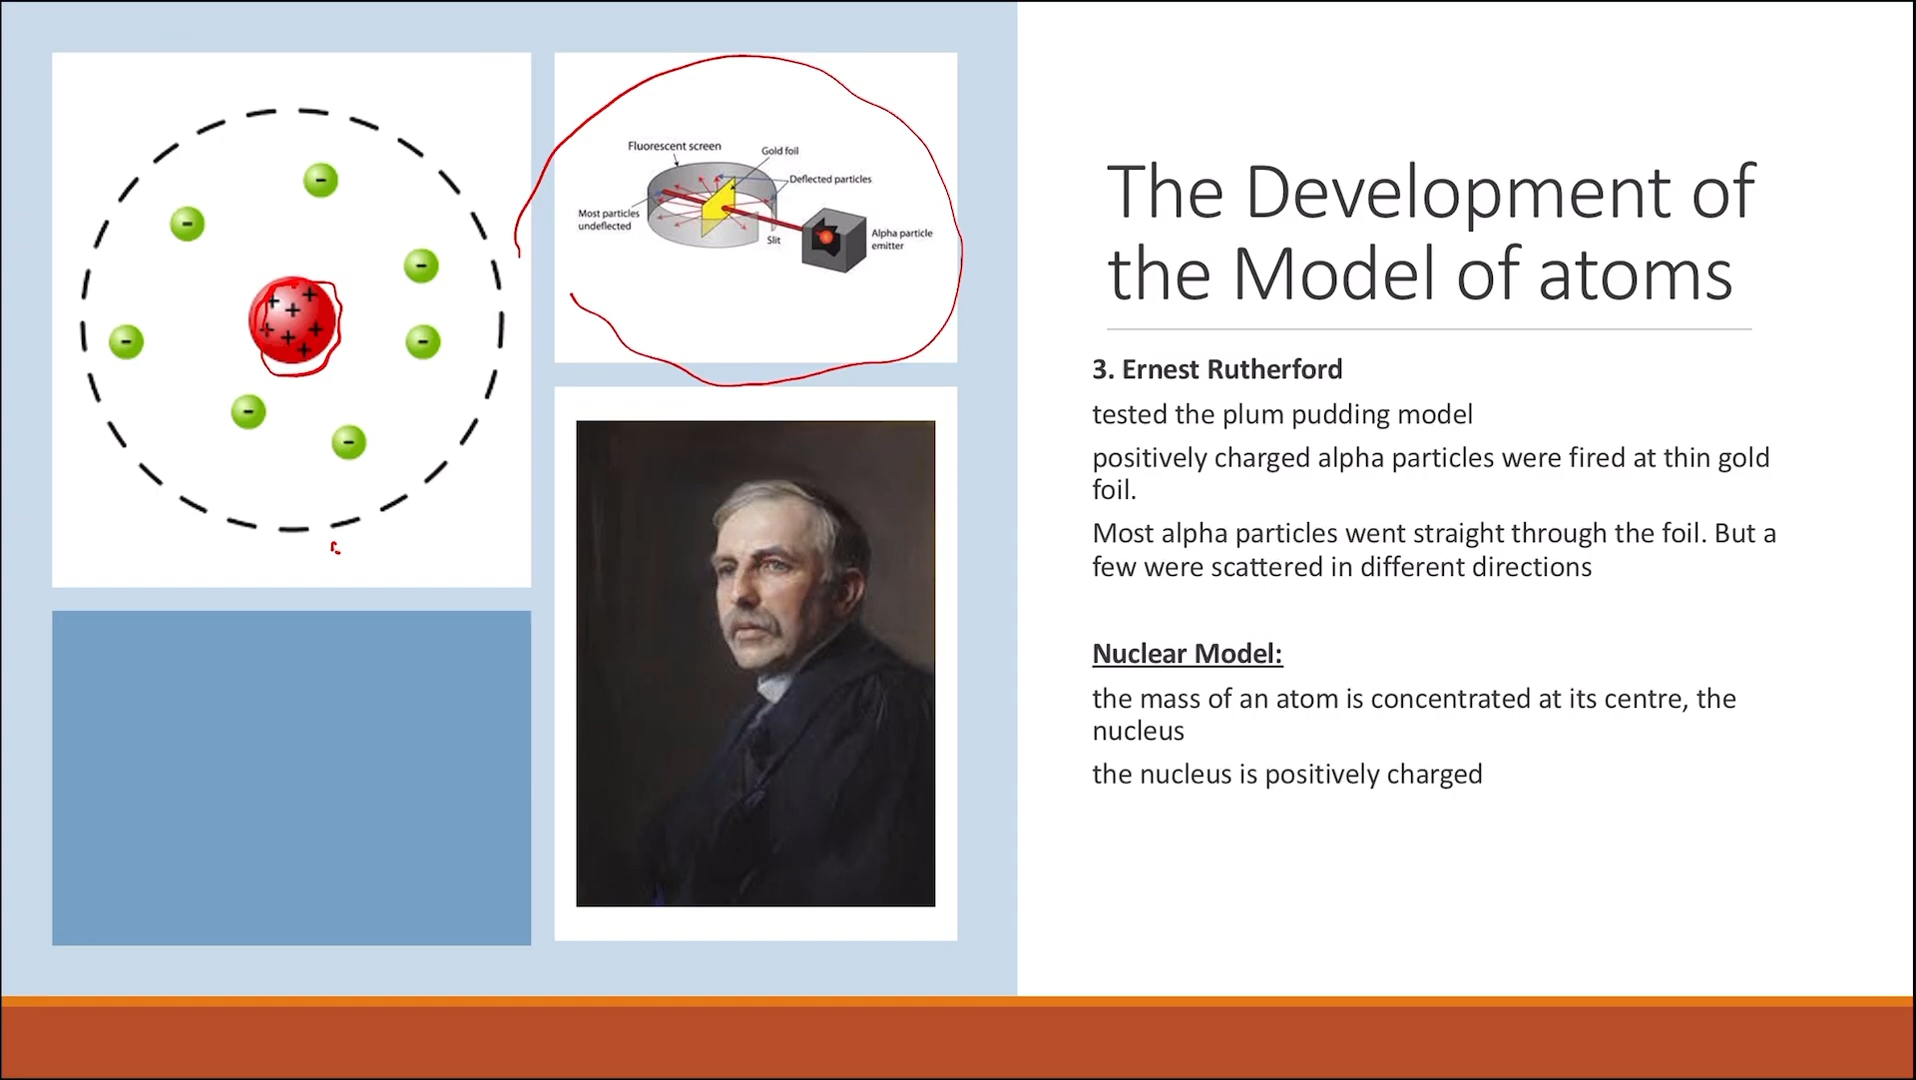 The Development of
the Model of atoms
3. Ernest Rutherford
tested the plum pudding model
positively charged alpha particles were fired at thin gold
foil.
Most alpha particles went straight through the foil. But a
few were scattered in different directions
Nuclear Model:
the mass of an atom is concentrated at its centre, the
nucleus
the nucleus is positively charged
Fluorescent screen
Gold foil
Deflected particles
Most particles
undeflected
Slit
Alpha particle
emitter
-
-
-
-
-
-
-
+ + + + + + +